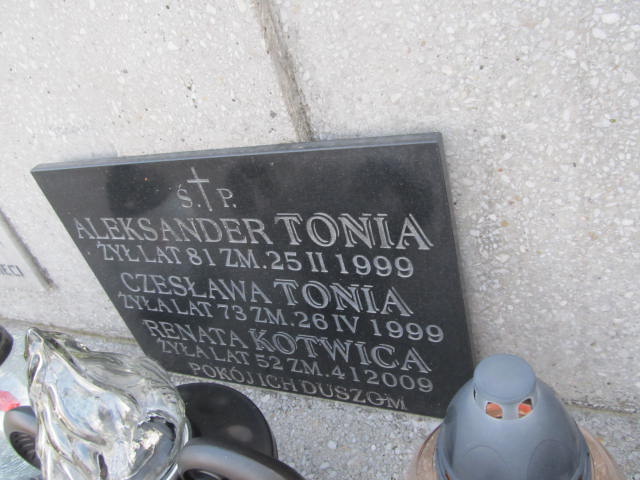 Ś.†P.
ALEKSANDER TONIA
ŻYŁ LAT 81 ZM. 25 II 1999
CZESŁAWA TONIA
ŻYŁA LAT 73 ZM. 26 IV 1999
RENATA KOTWICA
ŻYŁA LAT 52 ZM. 4 I 2009
POKÓJ ICH DUSZOM